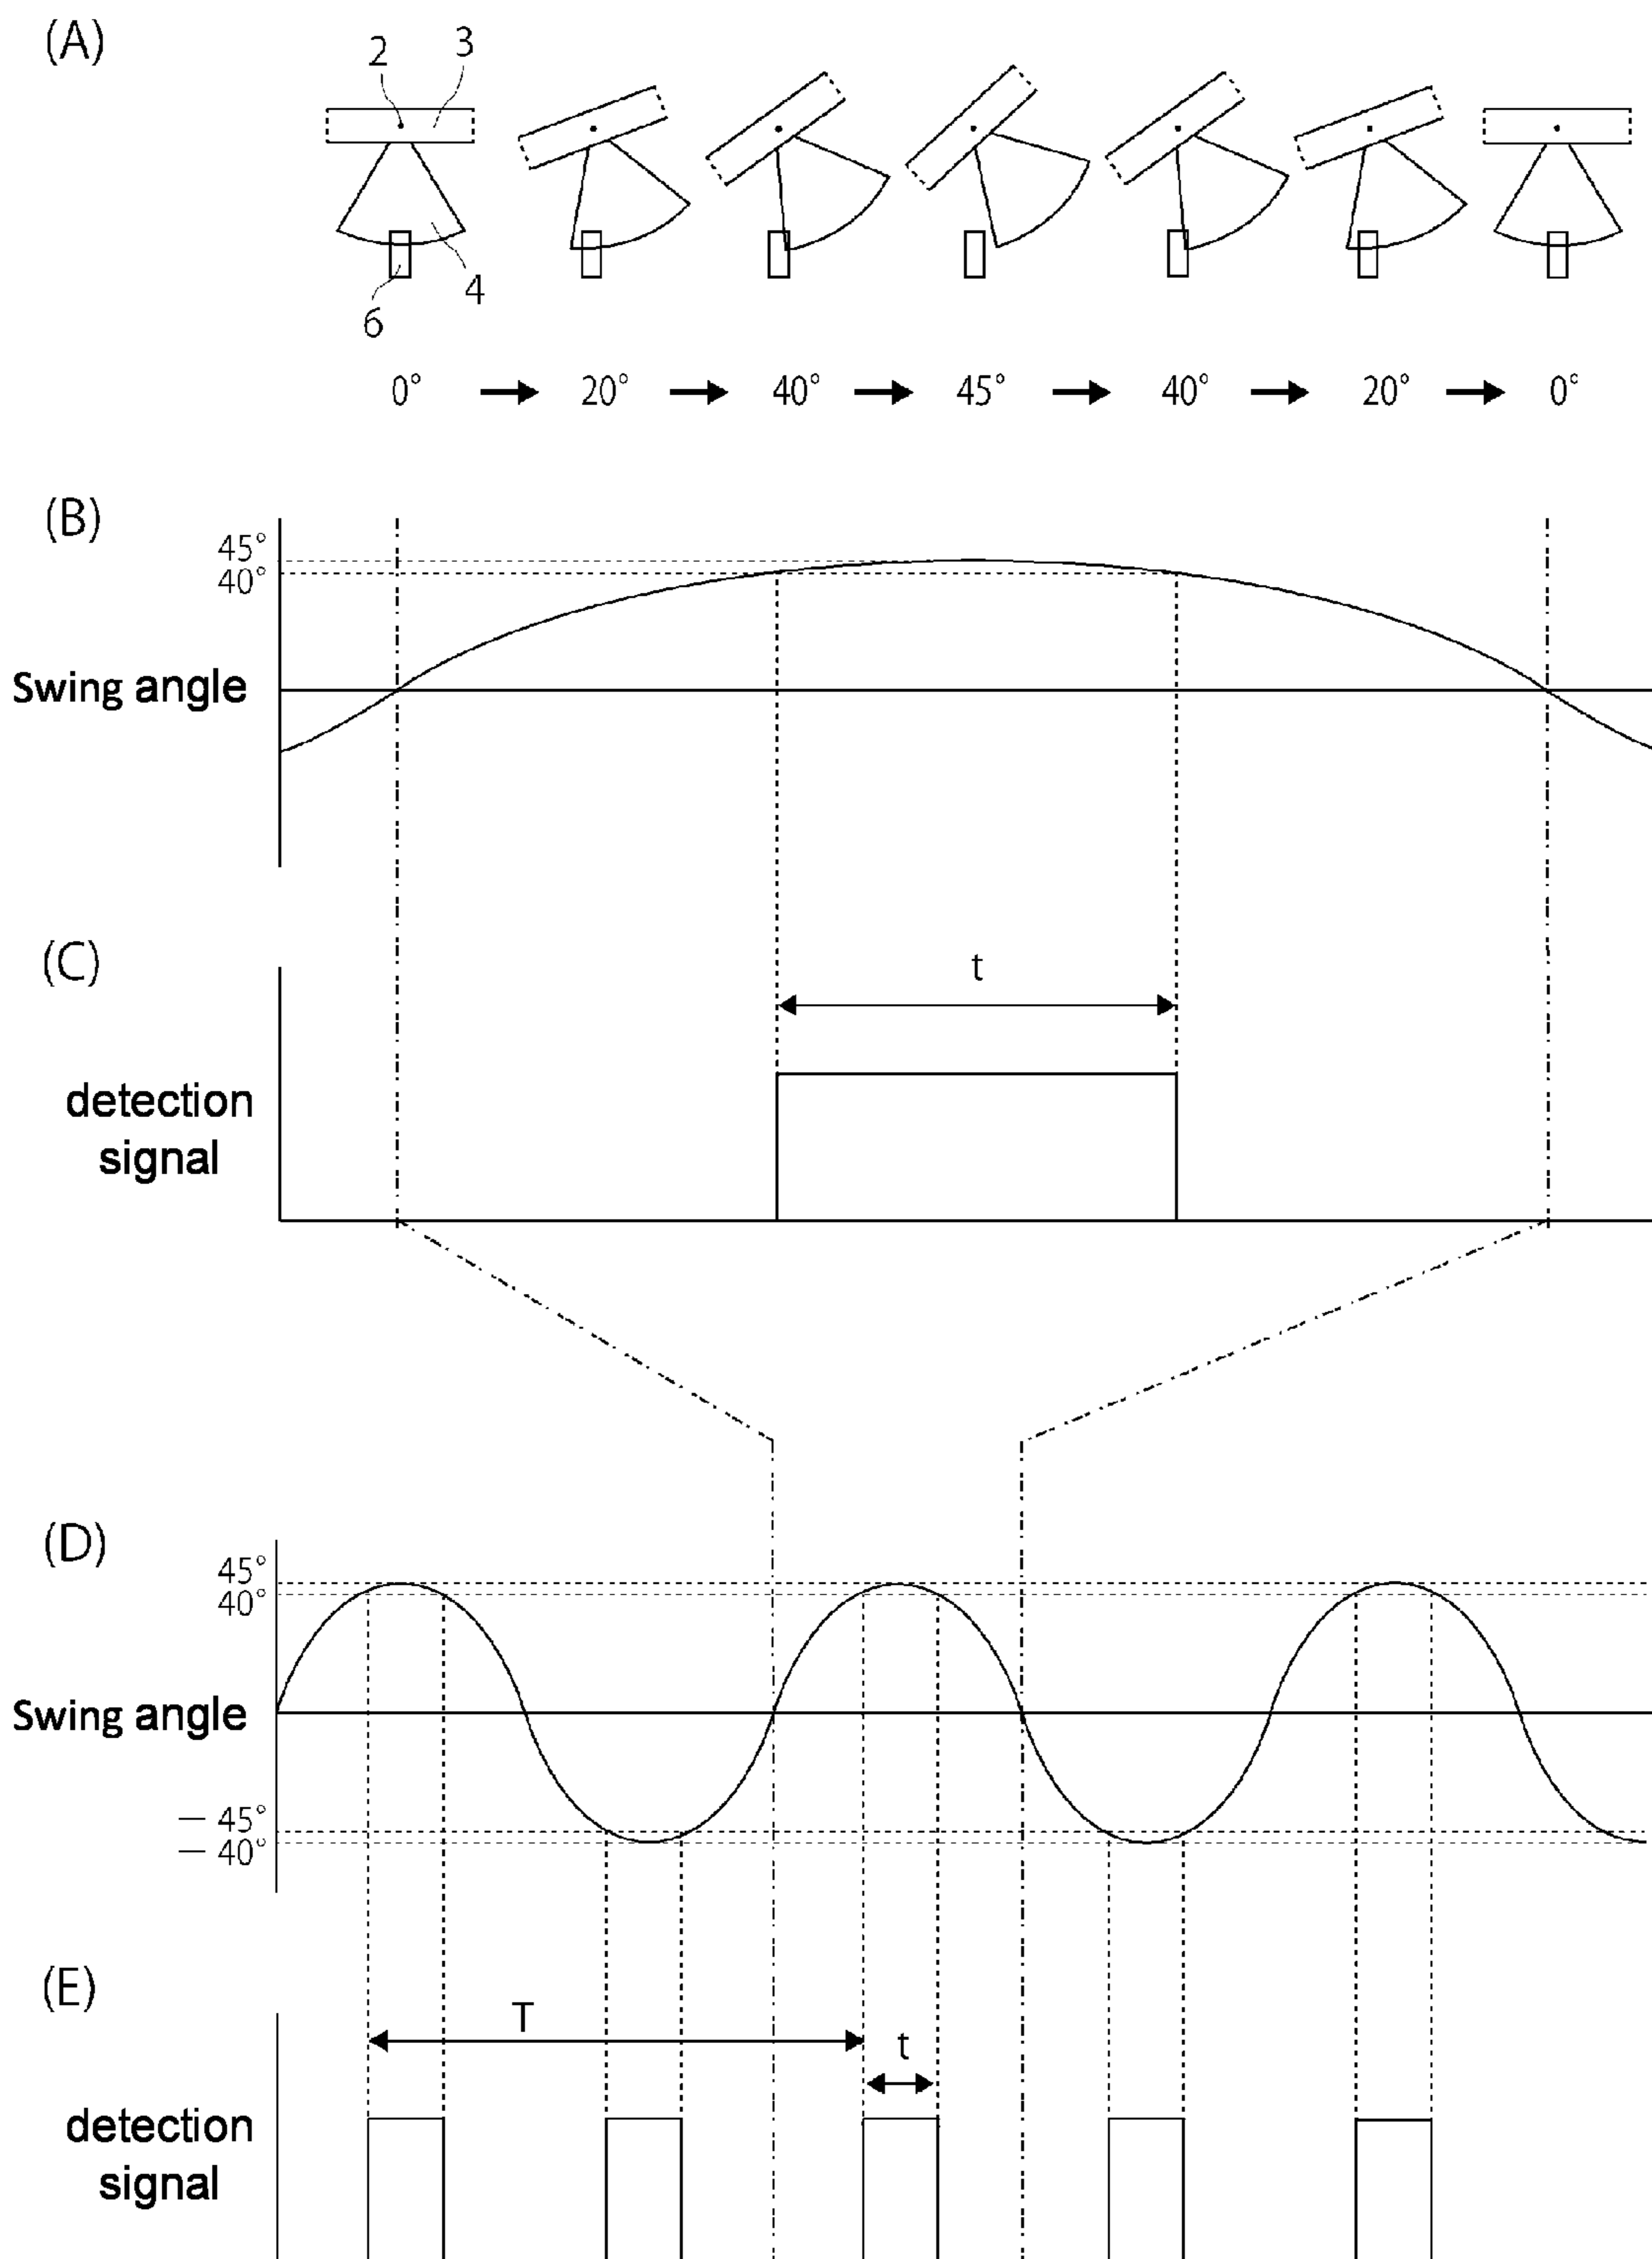 (A)
2 3
4
6
0° 20° 40° 45° 40° 20° 0°
(B)
45°
40°
Swing angle
(C)
t
detection
signal
(D)
45°
40°
Swing angle
— 45°
— 40°
(E)
T
t
detection
signal